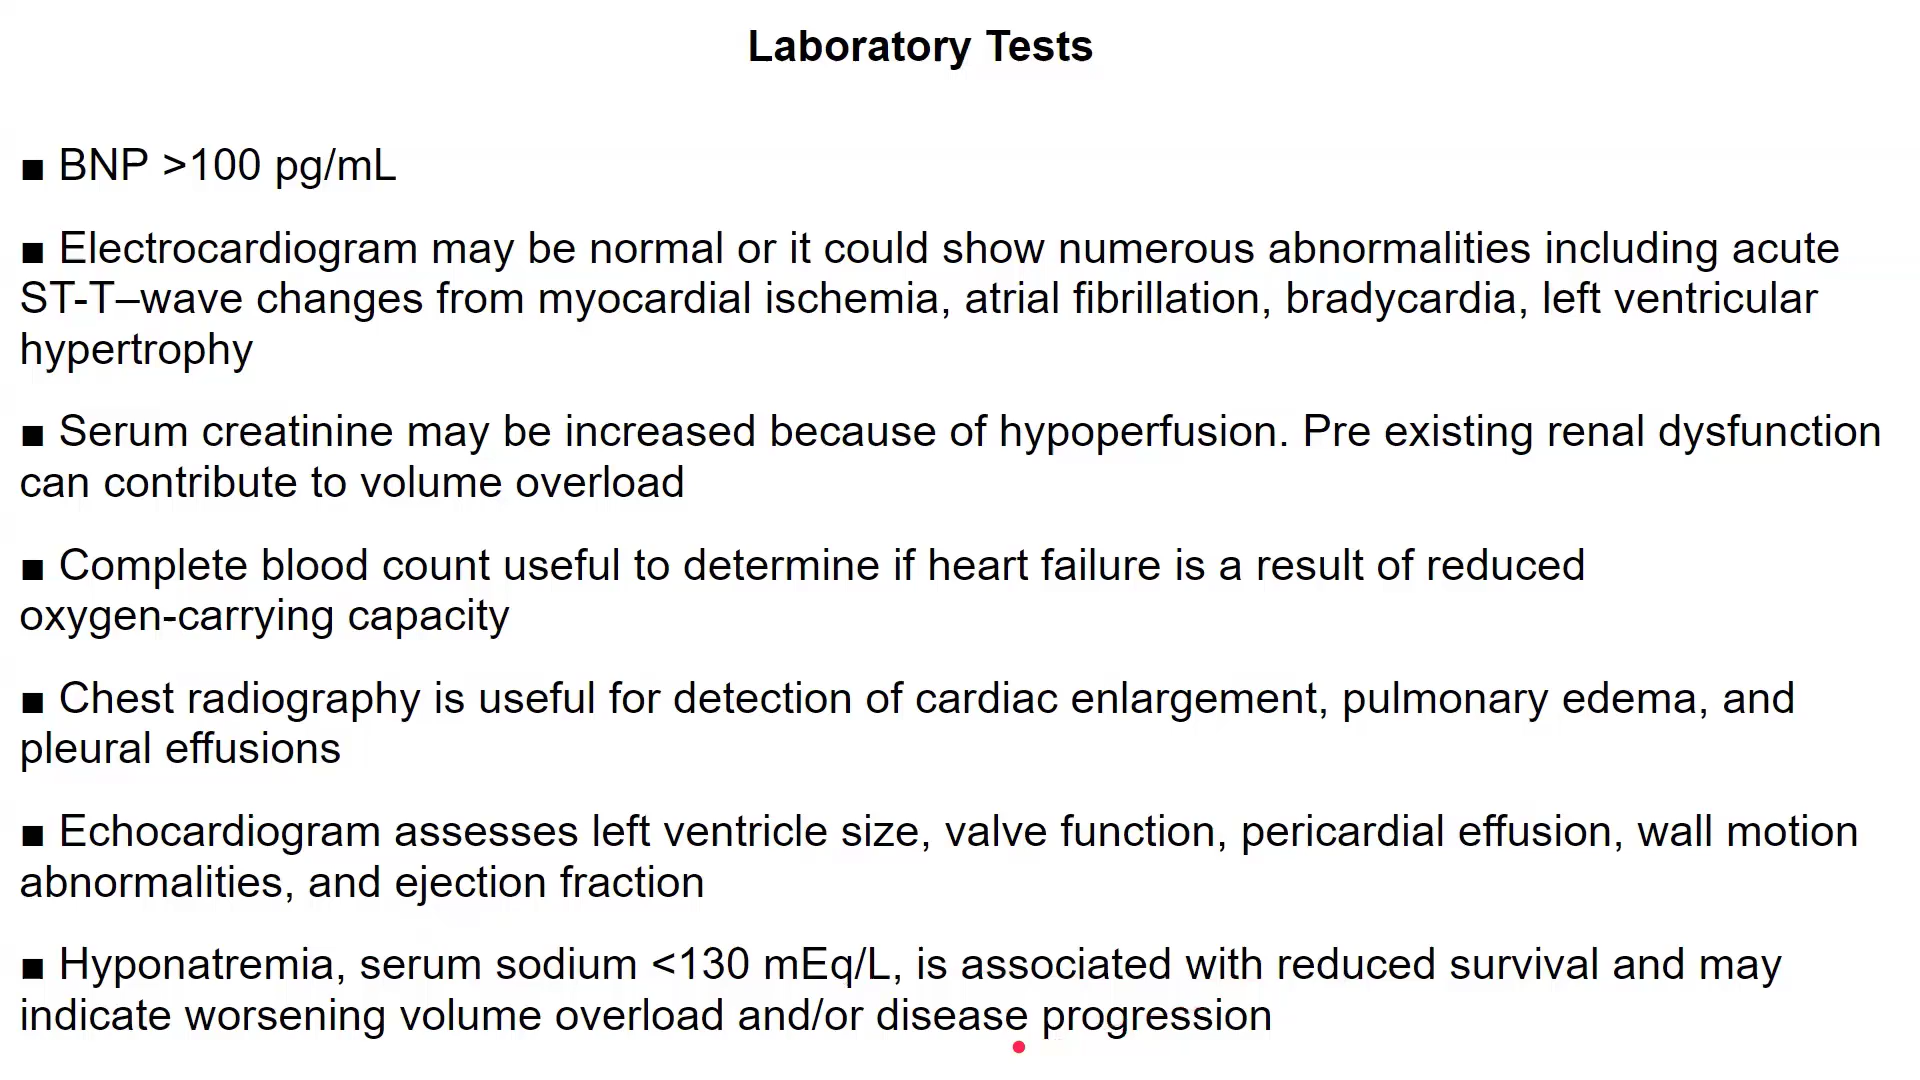 Laboratory Tests
■ BNP >100 pg/mL
■ Electrocardiogram may be normal or it could show numerous abnormalities including acute
ST-T–wave changes from myocardial ischemia, atrial fibrillation, bradycardia, left ventricular
hypertrophy
■ Serum creatinine may be increased because of hypoperfusion. Pre existing renal dysfunction
can contribute to volume overload
■ Complete blood count useful to determine if heart failure is a result of reduced
oxygen-carrying capacity
■ Chest radiography is useful for detection of cardiac enlargement, pulmonary edema, and
pleural effusions
■ Echocardiogram assesses left ventricle size, valve function, pericardial effusion, wall motion
abnormalities, and ejection fraction
■ Hyponatremia, serum sodium <130 mEq/L, is associated with reduced survival and may
indicate worsening volume overload and/or disease progression